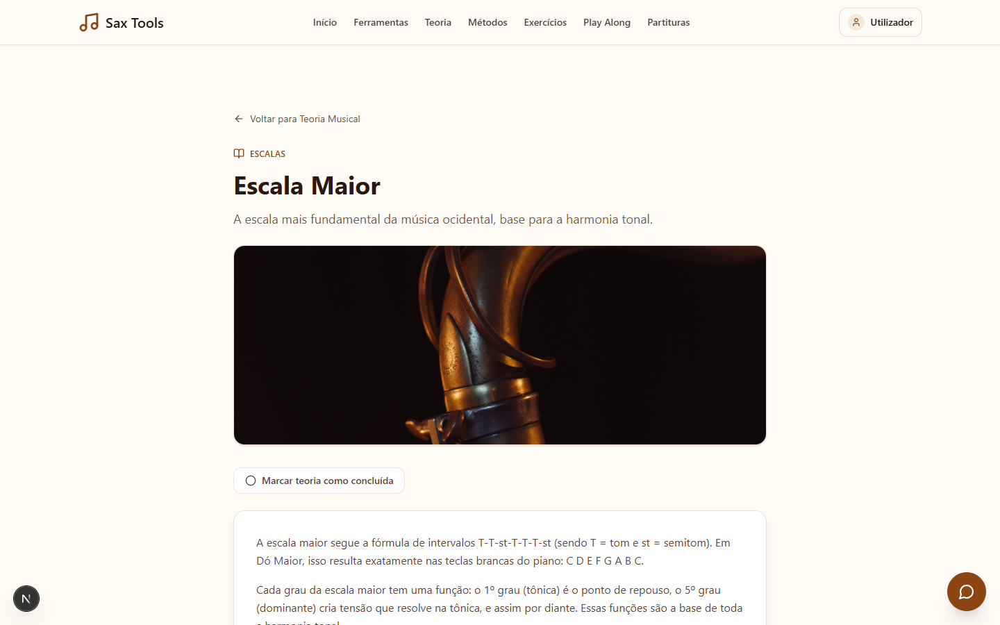 Sax Tools
Início
Ferramentas
Teoria
Métodos
Exercícios
Play Along
Partituras
Utilizador
Voltar para Teoria Musical
ESCALAS
Escala Maior
A escala mais fundamental da música ocidental, base para a harmonia tonal.
Marcar teoria como concluída
A escala maior segue a fórmula de intervalos T-T-st-T-T-T-st (sendo T = tom e st = semitom). Em
Dó Maior, isso resulta exatamente nas teclas brancas do piano: C D E F G A B C.
Cada grau da escala maior tem uma função: o 1º grau (tônica) é o ponto de repouso, o 5º grau
(dominante) cria tensão que resolve na tônica, e assim por diante. Essas funções são a base de toda
a harmonia tonal.
N